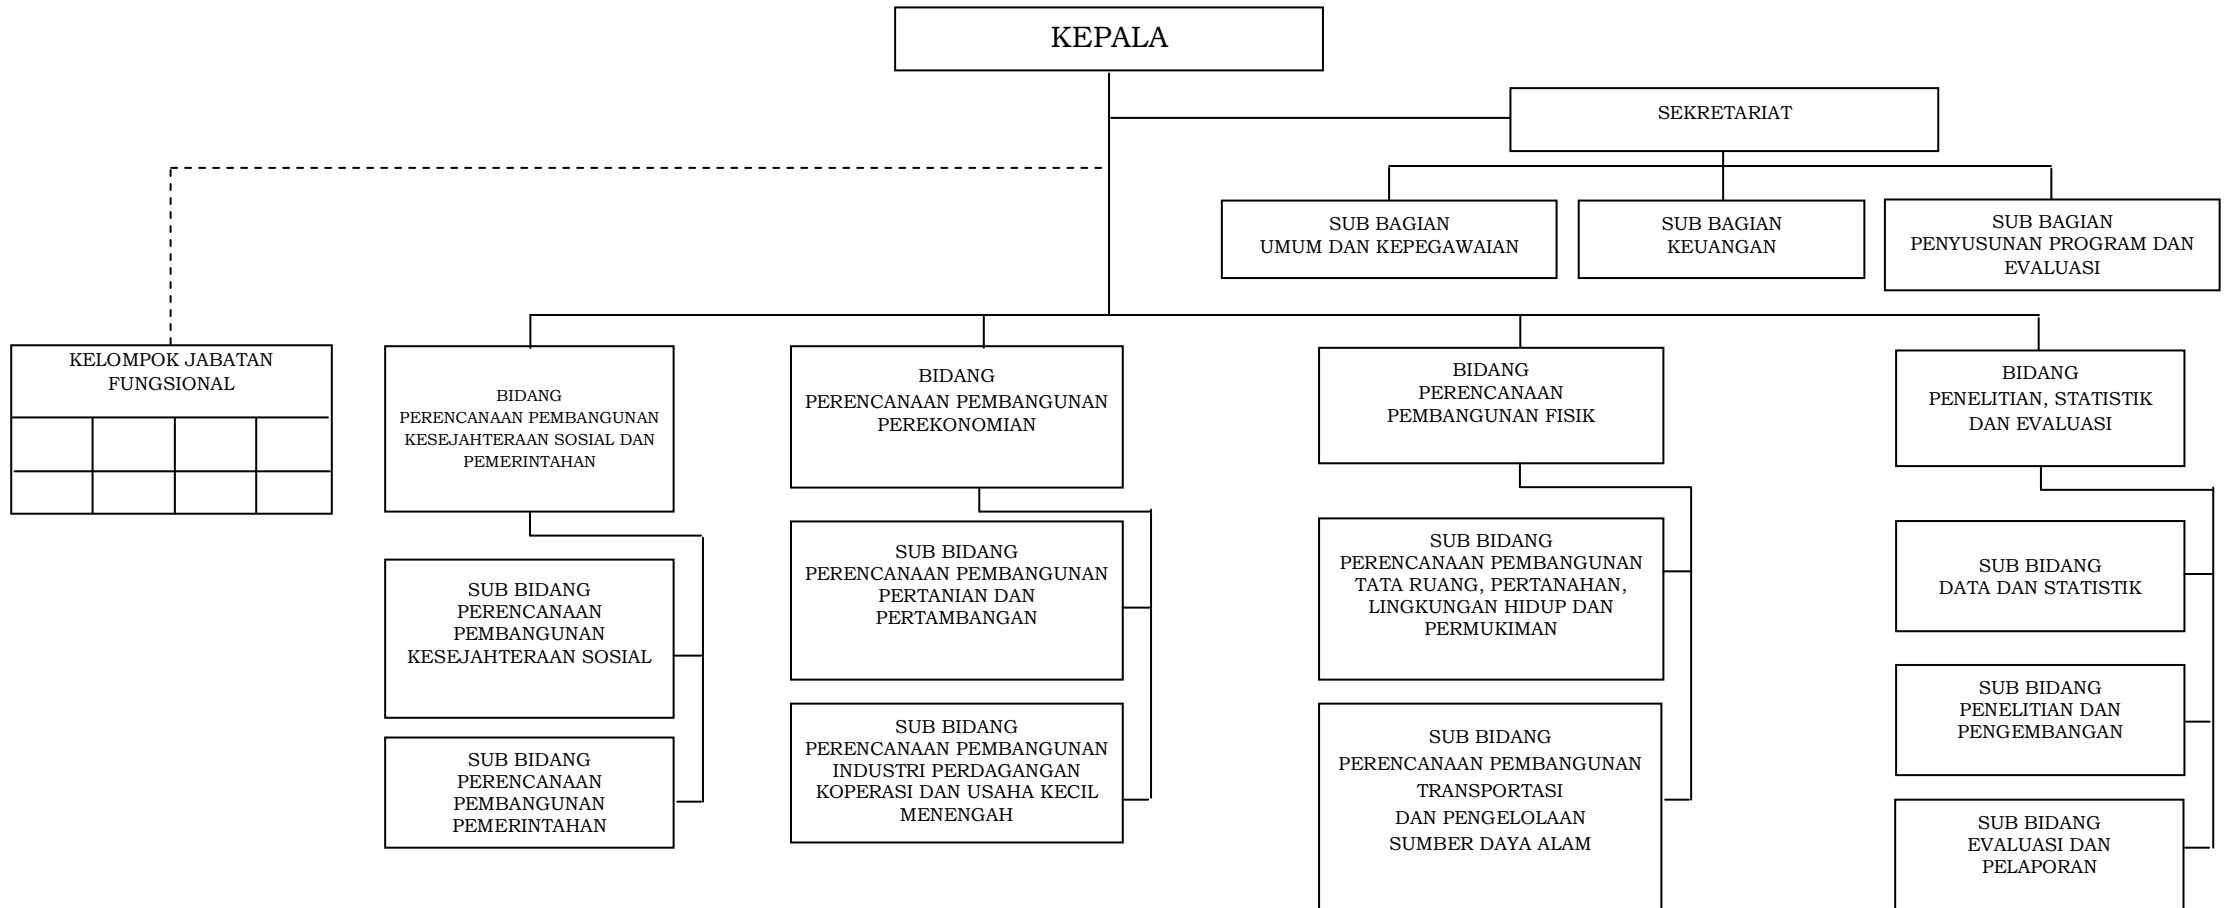 KEPALA
SEKRETARIAT
SUB BAGIAN
UMUM DAN KEPEGAWAIAN
SUB BAGIAN
KEUANGAN
SUB BAGIAN
PENYUSUNAN PROGRAM DAN
EVALUASI
KELOMPOK JABATAN
FUNGSIONAL
BIDANG
PERENCANAAN PEMBANGUNAN
KESEJAHTERAAN SOSIAL DAN
PEMERINTAHAN
BIDANG
PERENCANAAN PEMBANGUNAN
PEREKONOMIAN
BIDANG
PERENCANAAN
PEMBANGUNAN FISIK
BIDANG
PENELITIAN, STATISTIK
DAN EVALUASI
SUB BIDANG
PERENCANAAN
PEMBANGUNAN
KESEJAHTERAAN SOSIAL
SUB BIDANG
PERENCANAAN PEMBANGUNAN
PERTANIAN DAN
PERTAMBANGAN
SUB BIDANG
PERENCANAAN PEMBANGUNAN
TATA RUANG, PERTANAHAN,
LINGKUNGAN HIDUP DAN
PERMUKIMAN
SUB BIDANG
DATA DAN STATISTIK
SUB BIDANG
PENELITIAN DAN
PENGEMBANGAN
SUB BIDANG
PERENCANAAN
PEMBANGUNAN
PEMERINTAHAN
SUB BIDANG
PERENCANAAN PEMBANGUNAN
INDUSTRI PERDAGANGAN
KOPERASI DAN USAHA KECIL
MENENGAH
SUB BIDANG
PERENCANAAN PEMBANGUNAN
TRANSPORTASI
DAN PENGELOLAAN
SUMBER DAYA ALAM
SUB BIDANG
EVALUASI DAN
PELAPORAN